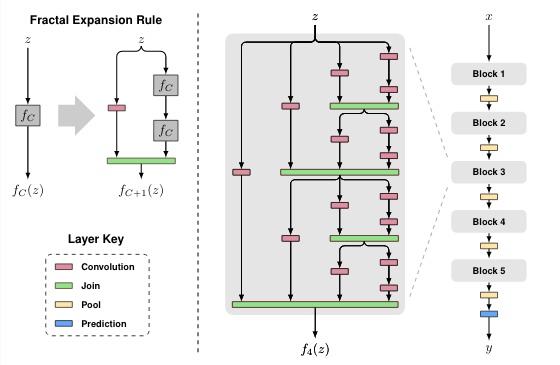 Fractal Expansion Rule
z
z
f_C
f_C
f_C
f_C(z)
f_{C+1}(z)
Layer Key
Convolution
Join
Pool
Prediction
z
f_4(z)
x
Block 1
Block 2
Block 3
Block 4
Block 5
y